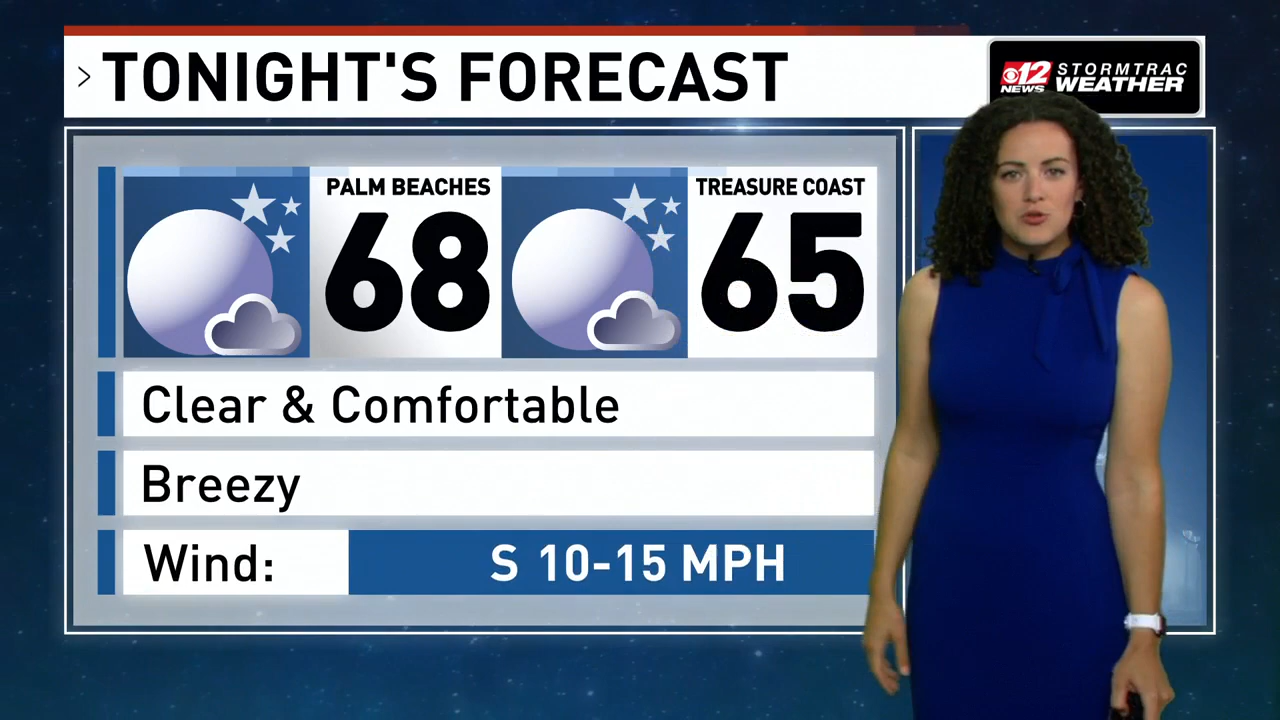 TONIGHT'S FORECAST
12 NEWS
STORMTRAC
WEATHER
PALM BEACHES
68
TREASURE COAST
65
Clear & Comfortable
Breezy
Wind: S 10-15 MPH